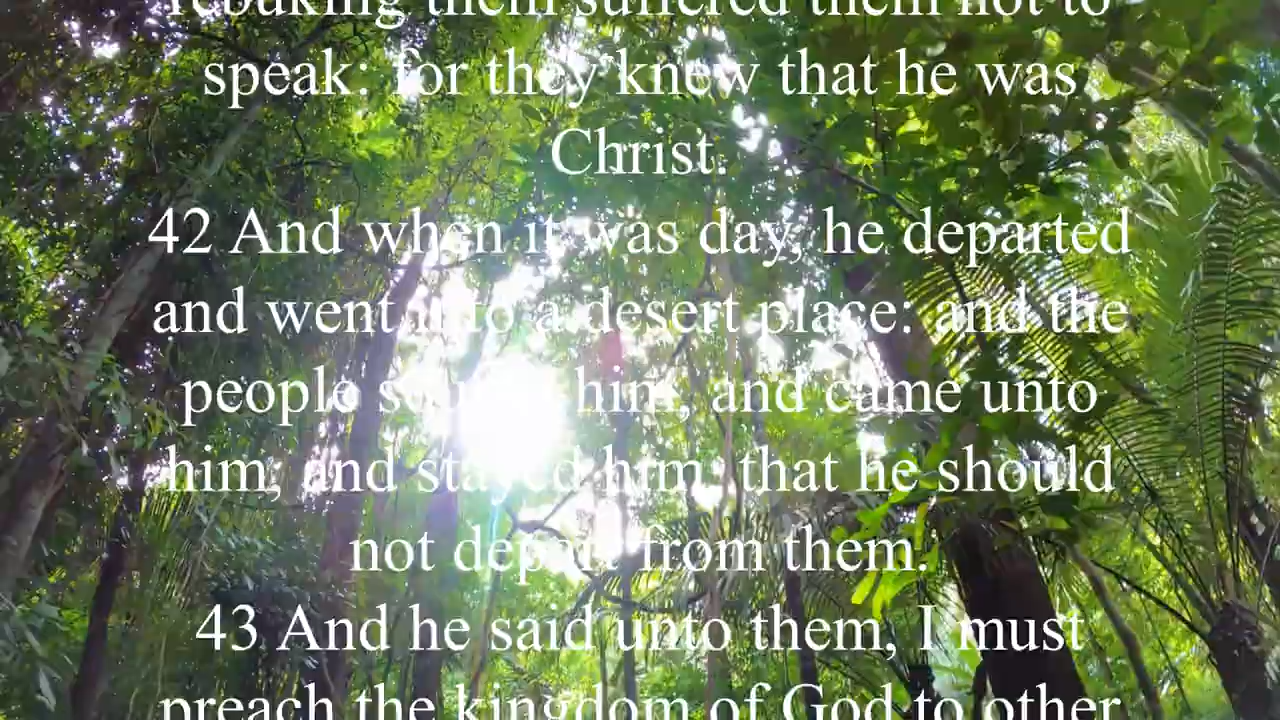 rebuking them suffered them not to
speak: for they knew that he was
Christ.
42 And when it was day, he departed
and went into a desert place: and the
people sought him, and came unto
him, and stayed him, that he should
not depart from them.
43 And he said unto them, I must
preach the kingdom of God to other